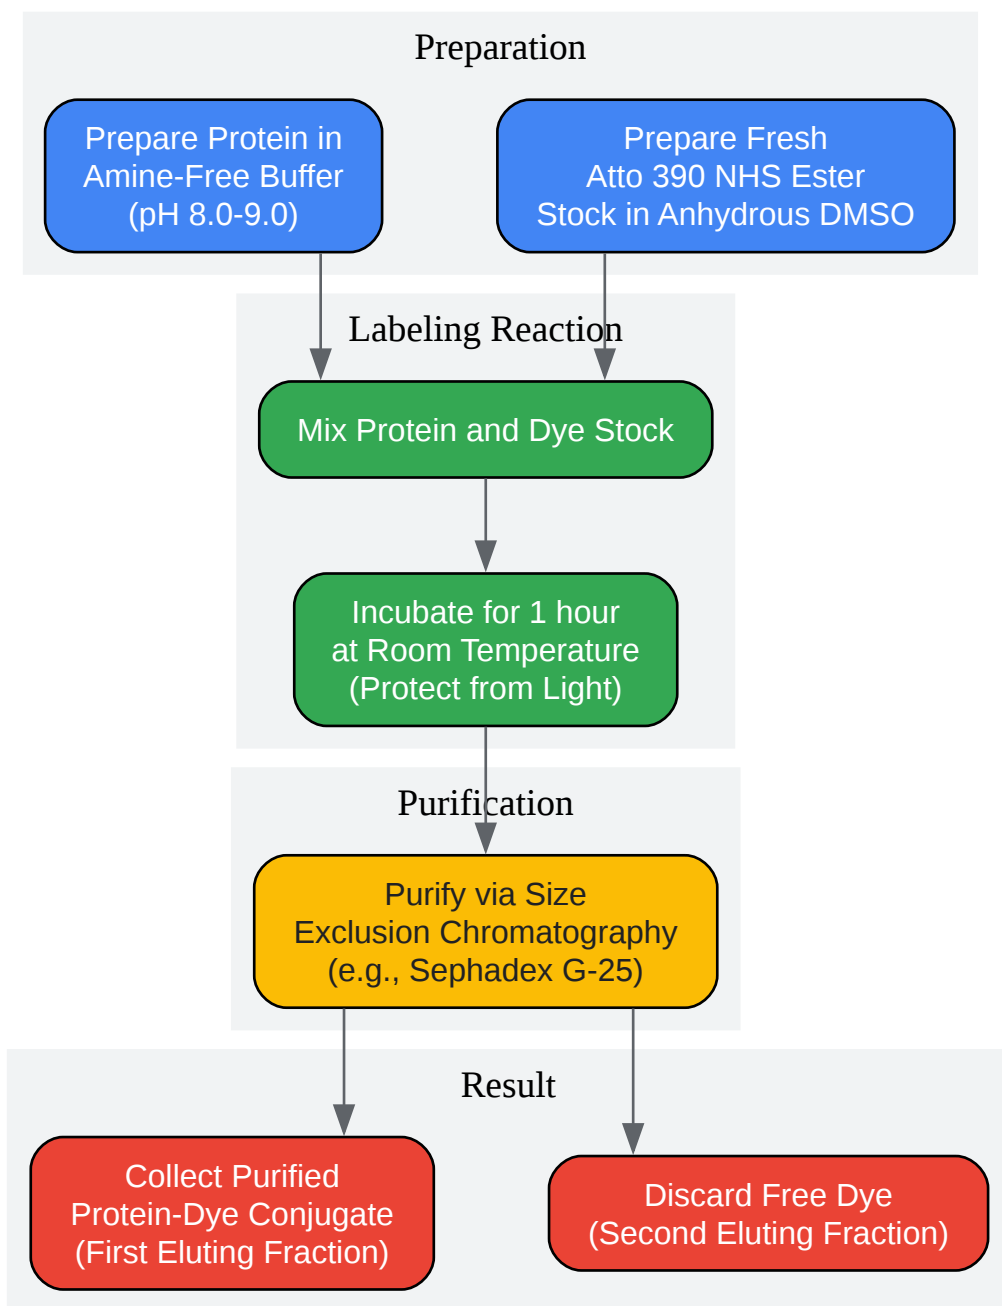 Preparation
Prepare Protein in
Amine-Free Buffer
(pH 8.0-9.0)
Prepare Fresh
Atto 390 NHS Ester
Stock in Anhydrous DMSO
Labeling Reaction
Mix Protein and Dye Stock
Incubate for 1 hour
at Room Temperature
(Protect from Light)
Purification
Purify via Size
Exclusion Chromatography
(e.g., Sephadex G-25)
Result
Collect Purified
Protein-Dye Conjugate
(First Eluting Fraction)
Discard Free Dye
(Second Eluting Fraction)